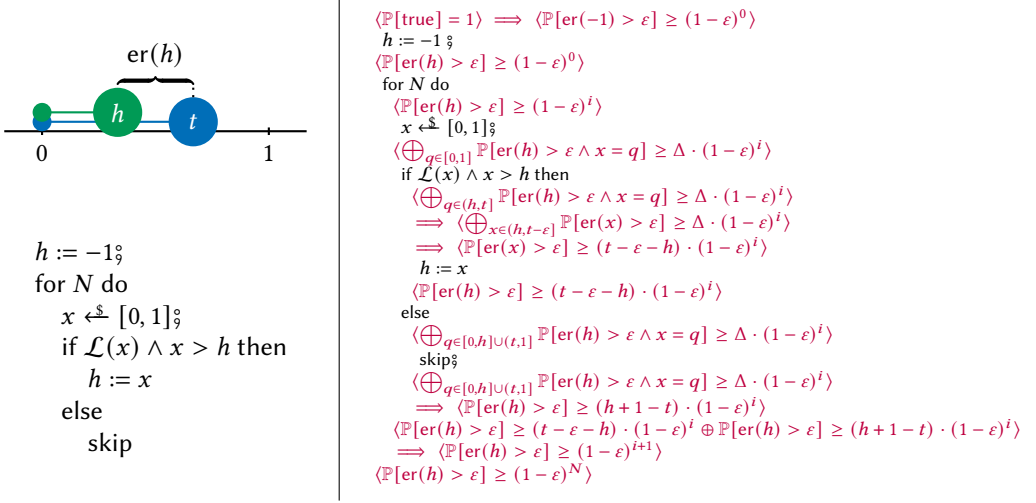 er(h)
h
t
0
1
h := −1⨟
for N do
x ←$ [0, 1]⨟
if 𝓛(x) ∧ x > h then
h := x
else
skip
⟨ℙ[true] = 1⟩ ⟹ ⟨ℙ[er(−1) > ε] ≥ (1 − ε)⁰⟩
h := −1 ⨟
⟨ℙ[er(h) > ε] ≥ (1 − ε)⁰⟩
for N do
⟨ℙ[er(h) > ε] ≥ (1 − ε)ⁱ⟩
x ←$ [0, 1]⨟
⟨⨁_{q∈[0,1]} ℙ[er(h) > ε ∧ x = q] ≥ Δ · (1 − ε)ⁱ⟩
if 𝓛(x) ∧ x > h then
⟨⨁_{q∈(h,t]} ℙ[er(h) > ε ∧ x = q] ≥ Δ · (1 − ε)ⁱ⟩
⟹ ⟨⨁_{x∈(h,t−ε]} ℙ[er(x) > ε] ≥ Δ · (1 − ε)ⁱ⟩
⟹ ⟨ℙ[er(x) > ε] ≥ (t − ε − h) · (1 − ε)ⁱ⟩
h := x
⟨ℙ[er(h) > ε] ≥ (t − ε − h) · (1 − ε)ⁱ⟩
else
⟨⨁_{q∈[0,h]∪(t,1]} ℙ[er(h) > ε ∧ x = q] ≥ Δ · (1 − ε)ⁱ⟩
skip⨟
⟨⨁_{q∈[0,h]∪(t,1]} ℙ[er(h) > ε ∧ x = q] ≥ Δ · (1 − ε)ⁱ⟩
⟹ ⟨ℙ[er(h) > ε] ≥ (h + 1 − t) · (1 − ε)ⁱ⟩
⟨ℙ[er(h) > ε] ≥ (t − ε − h) · (1 − ε)ⁱ ⊕ ℙ[er(h) > ε] ≥ (h + 1 − t) · (1 − ε)ⁱ⟩
⟹ ⟨ℙ[er(h) > ε] ≥ (1 − ε)ⁱ⁺¹⟩
⟨ℙ[er(h) > ε] ≥ (1 − ε)ᴺ⟩